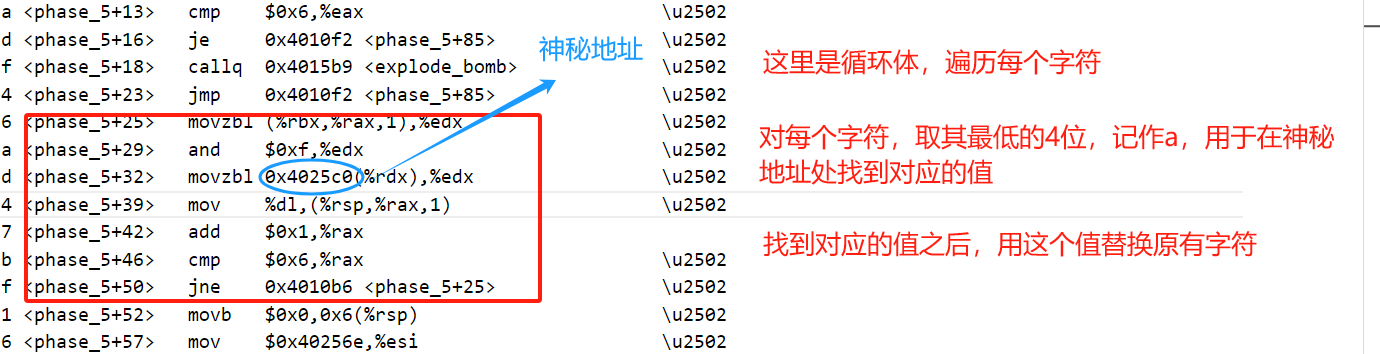 a <phase_5+13> cmp $0x6,%eax \u2502
d <phase_5+16> je 0x4010f2 <phase_5+85> \u2502
神秘地址
这里是循环体，遍历每个字符
f <phase_5+18> callq 0x4015b9 <explode_bomb> \u2502
4 <phase_5+23> jmp 0x4010f2 <phase_5+85> \u2502
6 <phase_5+25> movzbl (%rbx,%rax,1),%edx \u2502
a <phase_5+29> and $0xf,%edx \u2502
对每个字符，取其最低的4位，记作a，用于在神秘
地址处找到对应的值
d <phase_5+32> movzbl 0x4025c0(%rdx),%edx \u2502
4 <phase_5+39> mov %dl,(%rsp,%rax,1) \u2502
7 <phase_5+42> add $0x1,%rax \u2502
找到对应的值之后，用这个值替换原有字符
b <phase_5+46> cmp $0x6,%rax \u2502
f <phase_5+50> jne 0x4010b6 <phase_5+25> \u2502
1 <phase_5+52> movb $0x0,0x6(%rsp) \u2502
6 <phase_5+57> mov $0x40256e,%esi \u2502